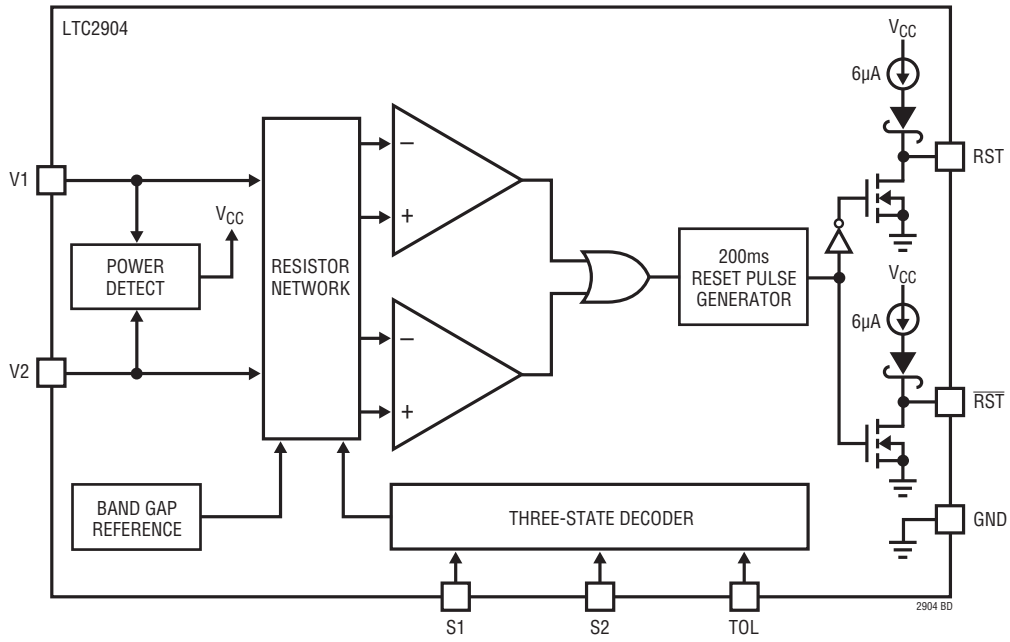 LTC2904
VCC
6µA
RST
V1
VCC
POWER
DETECT
RESISTOR
NETWORK
–
+
200ms
RESET PULSE
GENERATOR
VCC
6µA
V2
–
+
R̅S̅T̅
BAND GAP
REFERENCE
THREE-STATE DECODER
GND
2904 BD
S1
S2
TOL